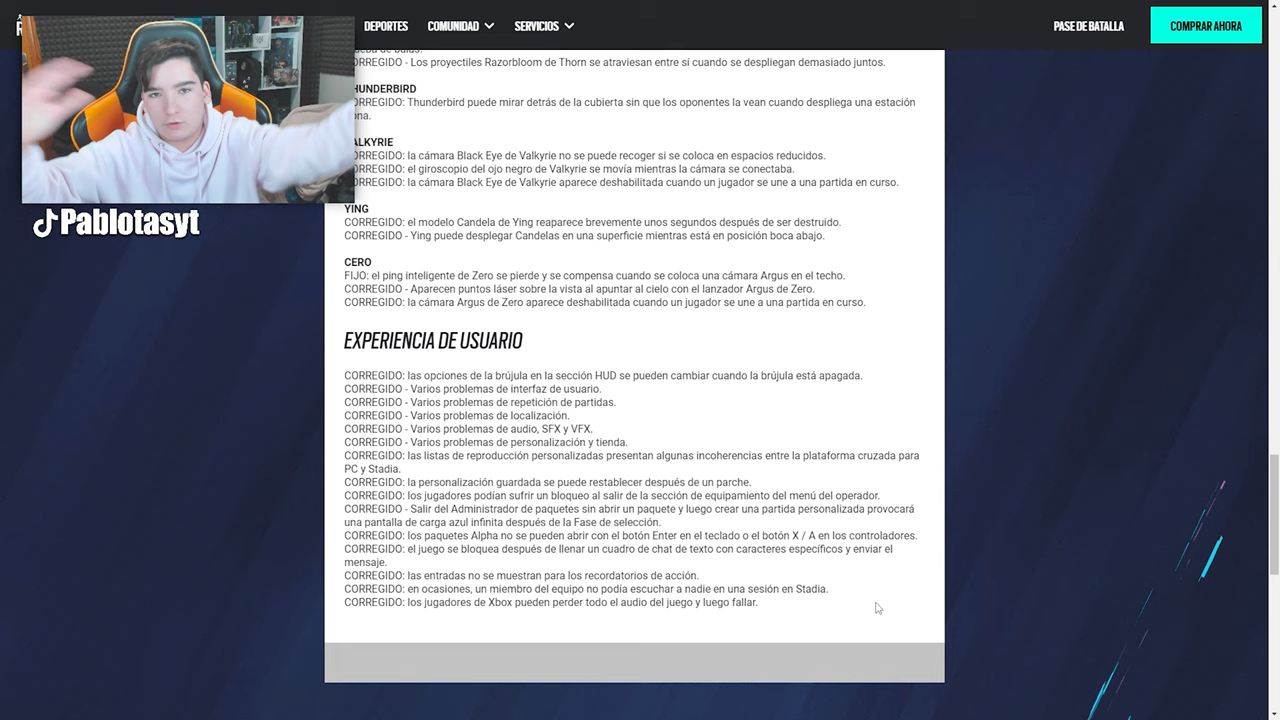 DEPORTES
COMUNIDAD
SERVICIOS
PASE DE BATALLA
COMPRAR AHORA
Pablotasyt
CORREGIDO - Los proyectiles Razorbloom de Thorn se atraviesan entre sí cuando se despliegan demasiado juntos.
HUNDERBIRD
ORREGIDO: Thunderbird puede mirar detrás de la cubierta sin que los oponentes la vean cuando despliega una estación
ona.
ALKYRIE
ORREGIDO: la cámara Black Eye de Valkyrie no se puede recoger si se coloca en espacios reducidos.
ORREGIDO: el giroscopio del ojo negro de Valkyrie se movía mientras la cámara se conectaba.
ORREGIDO: la cámara Black Eye de Valkyrie aparece deshabilitada cuando un jugador se une a una partida en curso.
YING
CORREGIDO: el modelo Candela de Ying reaparece brevemente unos segundos después de ser destruido.
CORREGIDO - Ying puede desplegar Candelas en una superficie mientras está en posición boca abajo.
CERO
FIJO: el ping inteligente de Zero se pierde y se compensa cuando se coloca una cámara Argus en el techo.
CORREGIDO - Aparecen puntos láser sobre la vista al apuntar al cielo con el lanzador Argus de Zero.
CORREGIDO: la cámara Argus de Zero aparece deshabilitada cuando un jugador se une a una partida en curso.
EXPERIENCIA DE USUARIO
CORREGIDO: las opciones de la brújula en la sección HUD se pueden cambiar cuando la brújula está apagada.
CORREGIDO - Varios problemas de interfaz de usuario.
CORREGIDO - Varios problemas de repetición de partidas.
CORREGIDO - Varios problemas de localización.
CORREGIDO - Varios problemas de audio, SFX y VFX.
CORREGIDO - Varios problemas de personalización y tienda.
CORREGIDO: las listas de reproducción personalizadas presentan algunas incoherencias entre la plataforma cruzada para
PC y Stadia.
CORREGIDO: la personalización guardada se puede restablecer después de un parche.
CORREGIDO: los jugadores podían sufrir un bloqueo al salir de la sección de equipamiento del menú del operador.
CORREGIDO - Salir del Administrador de paquetes sin abrir un paquete y luego crear una partida personalizada provocará
una pantalla de carga azul infinita después de la Fase de selección.
CORREGIDO: los paquetes Alpha no se pueden abrir con el botón Enter en el teclado o el botón X / A en los controladores.
CORREGIDO: el juego se bloquea después de llenar un cuadro de chat de texto con caracteres específicos y enviar el
mensaje.
CORREGIDO: las entradas no se muestran para los recordatorios de acción.
CORREGIDO: en ocasiones, un miembro del equipo no podía escuchar a nadie en una sesión en Stadia.
CORREGIDO: los jugadores de Xbox pueden perder todo el audio del juego y luego fallar.